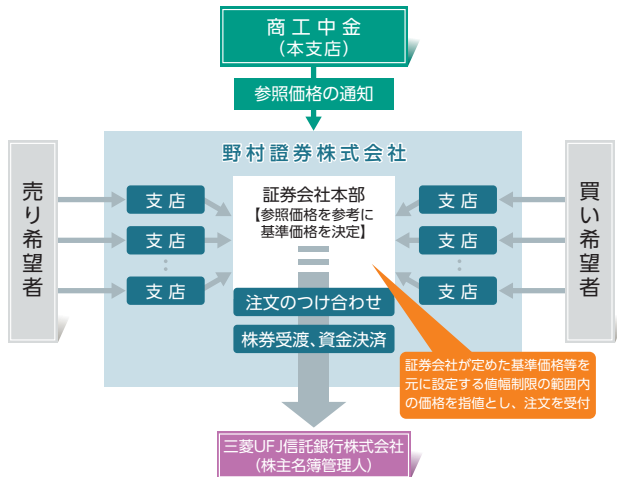 商工中金
（本支店）
参照価格の通知
野村證券株式会社
売り希望者
支店
支店
⋮
支店
証券会社本部
【参照価格を参考に
基準価格を決定】
注文のつけ合わせ
株券受渡、資金決済
支店
支店
⋮
支店
買い希望者
証券会社が定めた基準価格等を
元に設定する値幅制限の範囲内
の価格を指値とし、注文を受付
三菱UFJ信託銀行株式会社
（株主名簿管理人）